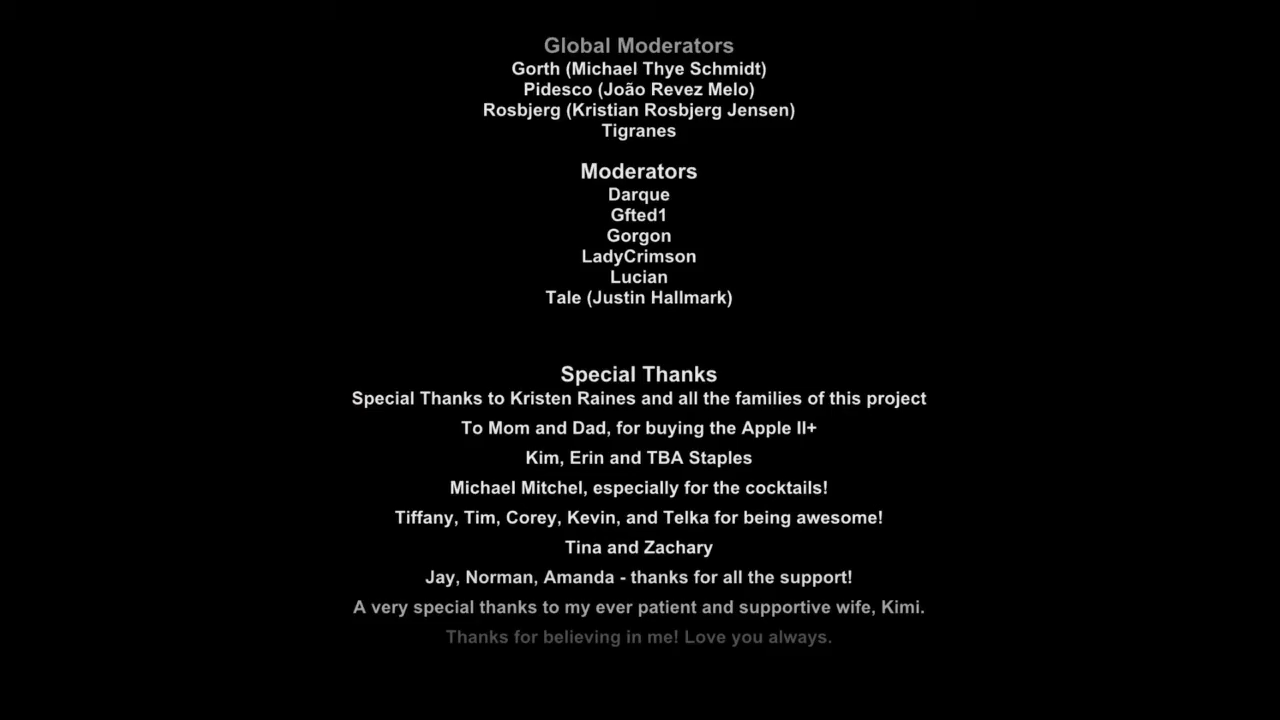 Global Moderators
Gorth (Michael Thye Schmidt)
Pidesco (João Revez Melo)
Rosbjerg (Kristian Rosbjerg Jensen)
Tigranes
Moderators
Darque
Gfted1
Gorgon
LadyCrimson
Lucian
Tale (Justin Hallmark)
Special Thanks
Special Thanks to Kristen Raines and all the families of this project
To Mom and Dad, for buying the Apple II+
Kim, Erin and TBA Staples
Michael Mitchel, especially for the cocktails!
Tiffany, Tim, Corey, Kevin, and Telka for being awesome!
Tina and Zachary
Jay, Norman, Amanda - thanks for all the support!
A very special thanks to my ever patient and supportive wife, Kimi.
Thanks for believing in me! Love you always.